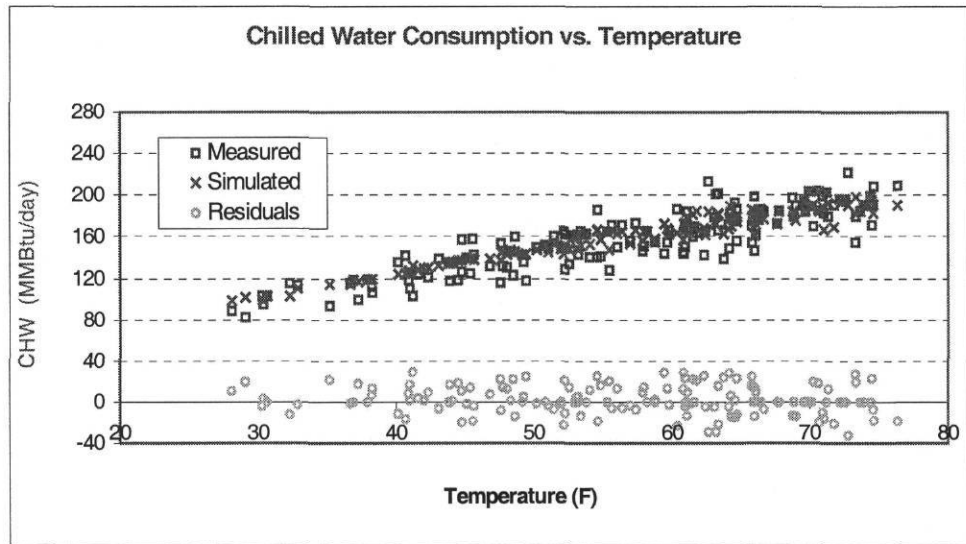 Chilled Water Consumption vs. Temperature
CHW (MMBtu/day)
280
240
200
160
120
80
40
0
-40
Measured
Simulated
Residuals
20
30
40
50
60
70
80
Temperature (F)